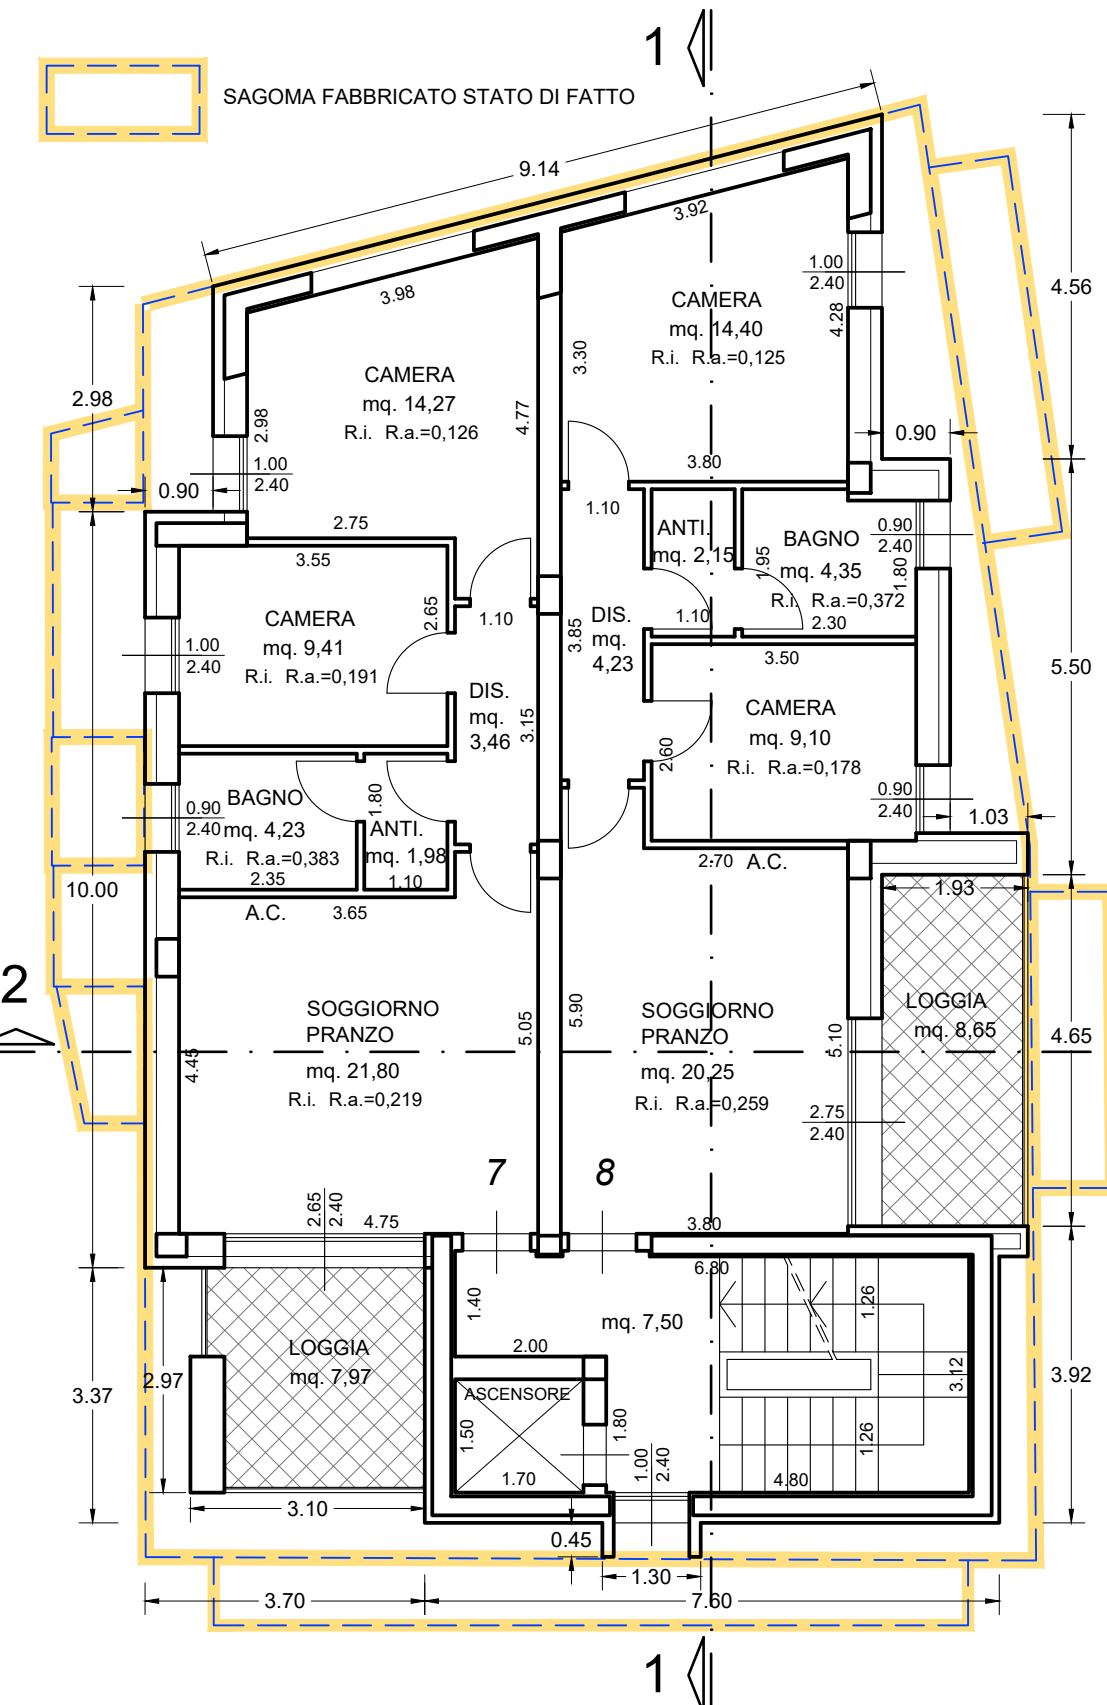 1
SAGOMA FABBRICATO STATO DI FATTO
9.14
3.92
3.98
1.00
2.40
4.56
CAMERA
mq. 14,40
R.i. R.a.=0,125
4.28
3.30
CAMERA
mq. 14,27
R.i. R.a.=0,126
4.77
2.98
2.98
0.90
1.00
2.40
0.90
3.80
2.75
3.55
1.10
ANTI.
mq. 2,15
BAGNO
mq. 4,35
R.i. R.a.=0,372
1.95
0.90
2.40
1.80
2.30
1.10
CAMERA
mq. 9,41
R.i. R.a.=0,191
2.65
1.10
1.00
2.40
DIS.
mq.
4,23
3.85
3.50
5.50
DIS.
mq.
3,46
3.15
CAMERA
mq. 9,10
R.i. R.a.=0,178
2.60
0.90
2.40
1.03
BAGNO
mq. 4,23
R.i. R.a.=0,383
2.35
0.90
2.40
1.80
ANTI.
mq. 1,98
1.10
2.70
A.C.
10.00
A.C.
3.65
1.93
2
SOGGIORNO
PRANZO
mq. 21,80
R.i. R.a.=0,219
4.45
5.05
5.90
SOGGIORNO
PRANZO
mq. 20,25
R.i. R.a.=0,259
5.10
LOGGIA
mq. 8,65
4.65
2.75
2.40
7
8
2.65
2.40
4.75
3.80
6.80
1.40
mq. 7,50
1.26
2.00
LOGGIA
mq. 7,97
2.97
3.37
3.12
3.92
ASCENSORE
1.50
1.70
1.80
1.00
2.40
1.26
4.80
3.10
0.45
1.30
3.70
7.60
1